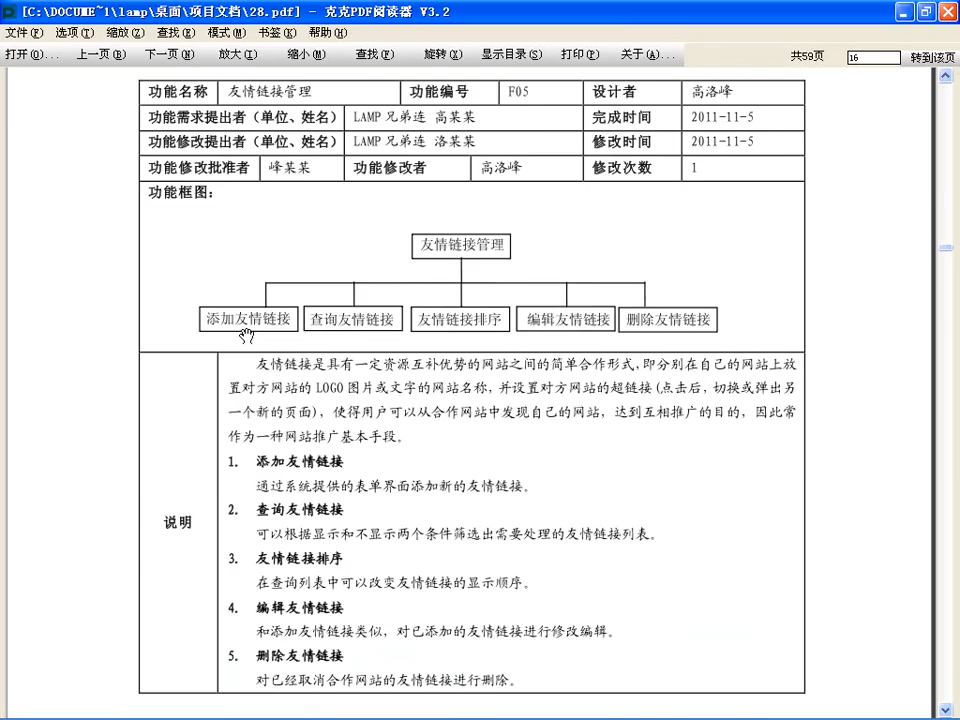 [C:\DOCUME~1\lamp\桌面\项目文档\28.pdf] - 克克PDF阅读器 V3.2
文件(F) 选项(T) 缩放(Z) 查找(E) 模式(M) 书签(K) 帮助(H)
打开(O)... 上一页(B) 下一页(N) 放大(I) 缩小(M) 查找(F) 旋转(X) 显示目录(S) 打印(P) 关于(A)... 共59页 16 转到该页
功能名称 友情链接管理 功能编号 F05 设计者 高洛峰
功能需求提出者（单位、姓名） LAMP 兄弟连 高某某 完成时间 2011-11-5
功能修改提出者（单位、姓名） LAMP 兄弟连 洛某某 修改时间 2011-11-5
功能修改批准者 峰某某 功能修改者 高洛峰 修改次数 1
功能框图：
友情链接管理
添加友情链接 查询友情链接 友情链接排序 编辑友情链接 删除友情链接
说明
友情链接是具有一定资源互补优势的网站之间的简单合作形式，即分别在自己的网站上放
置对方网站的 LOGO 图片或文字的网站名称，并设置对方网站的超链接(点击后，切换或弹出另
一个新的页面)，使得用户可以从合作网站中发现自己的网站，达到互相推广的目的，因此常
作为一种网站推广基本手段。
1. 添加友情链接
通过系统提供的表单界面添加新的友情链接。
2. 查询友情链接
可以根据显示和不显示两个条件筛选出需要处理的友情链接列表。
3. 友情链接排序
在查询列表中可以改变友情链接的显示顺序。
4. 编辑友情链接
和添加友情链接类似，对已添加的友情链接进行修改编辑。
5. 删除友情链接
对已经取消合作网站的友情链接进行删除。